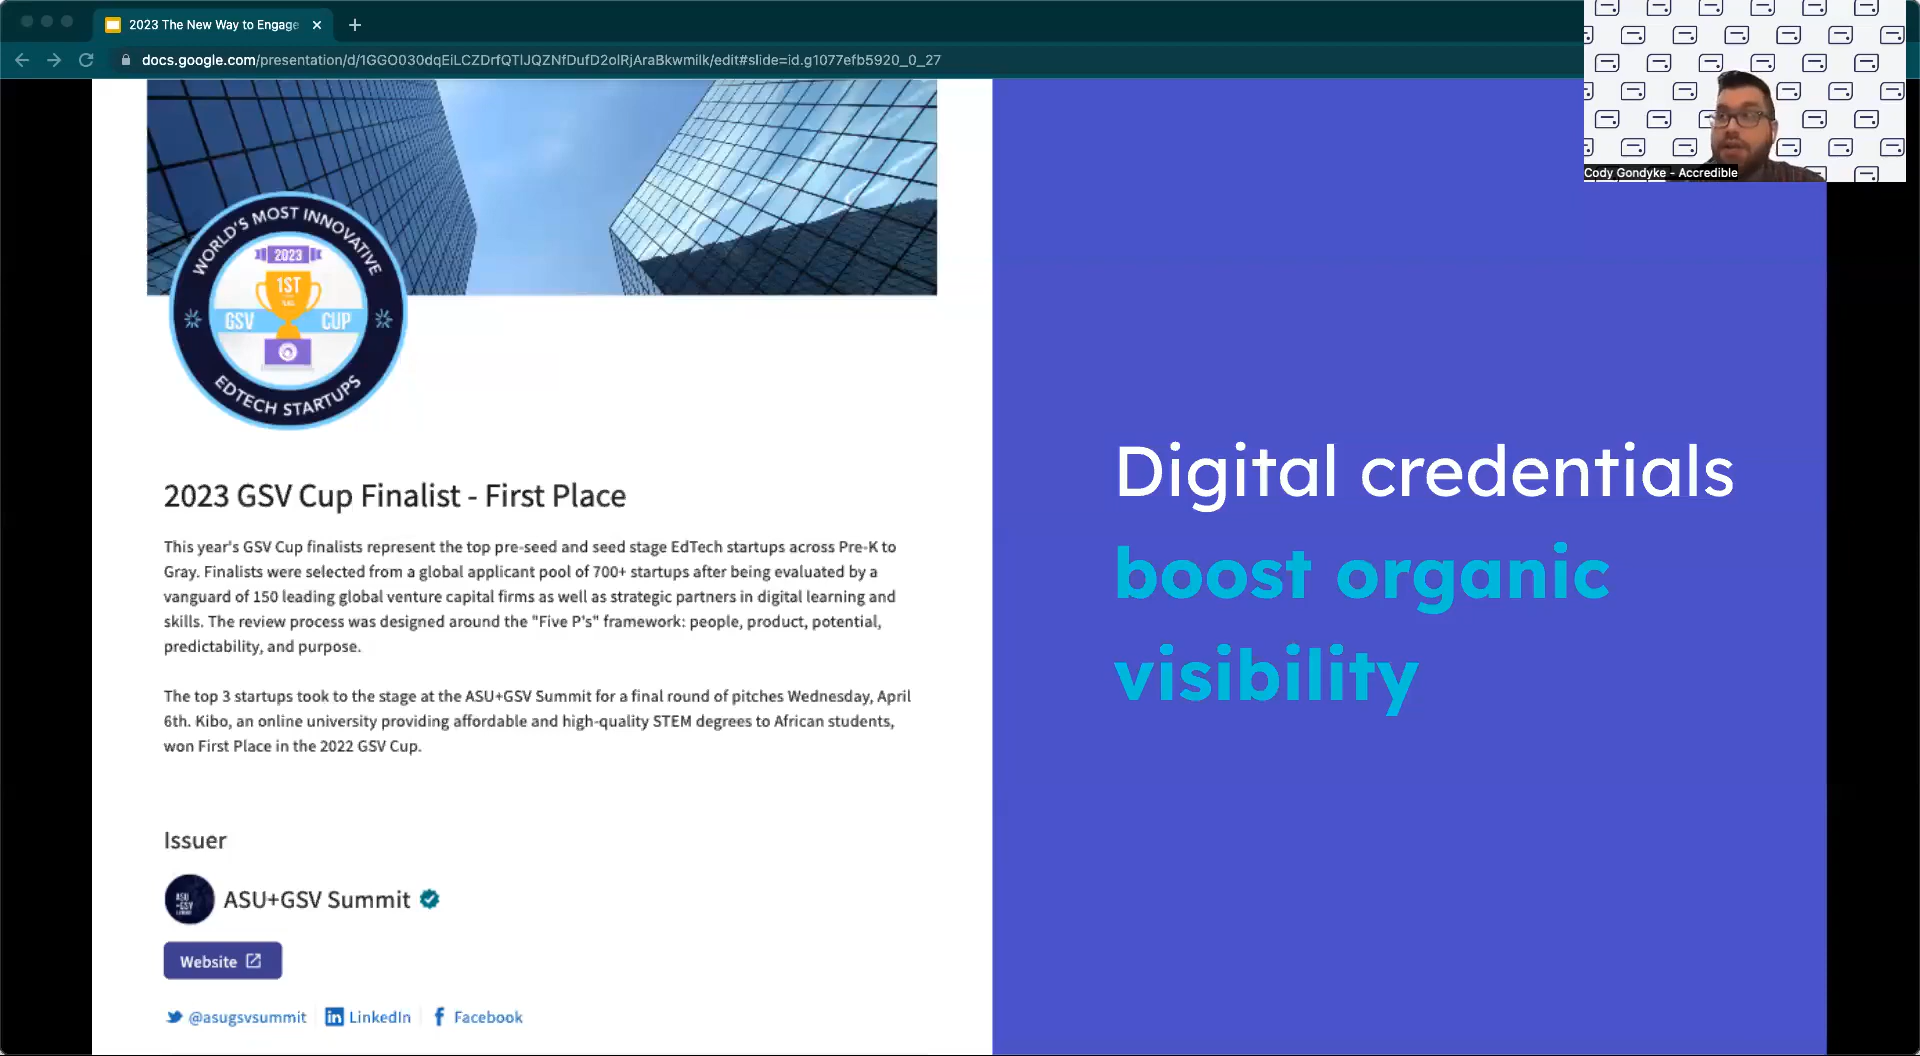 2023 The New Way to Engage
docs.google.com/presentation/d/1GGO030dqEiLCZDrfQTIJQZNfDufD2olRjAraBkwmilk/edit#slide=id.g1077efb5920_0_27
Cody Gondyke - Accredible
WORLD'S MOST INNOVATIVE
2023
1ST
GSV CUP
EDTECH STARTUPS
2023 GSV Cup Finalist - First Place
This year's GSV Cup finalists represent the top pre-seed and seed stage EdTech startups across Pre-K to
Gray. Finalists were selected from a global applicant pool of 700+ startups after being evaluated by a
vanguard of 150 leading global venture capital firms as well as strategic partners in digital learning and
skills. The review process was designed around the "Five P's" framework: people, product, potential,
predictability, and purpose.
The top 3 startups took to the stage at the ASU+GSV Summit for a final round of pitches Wednesday, April
6th. Kibo, an online university providing affordable and high-quality STEM degrees to African students,
won First Place in the 2022 GSV Cup.
Issuer
ASU+GSV Summit
Website
@asugsvsummit LinkedIn Facebook
Digital credentials
boost organic
visibility